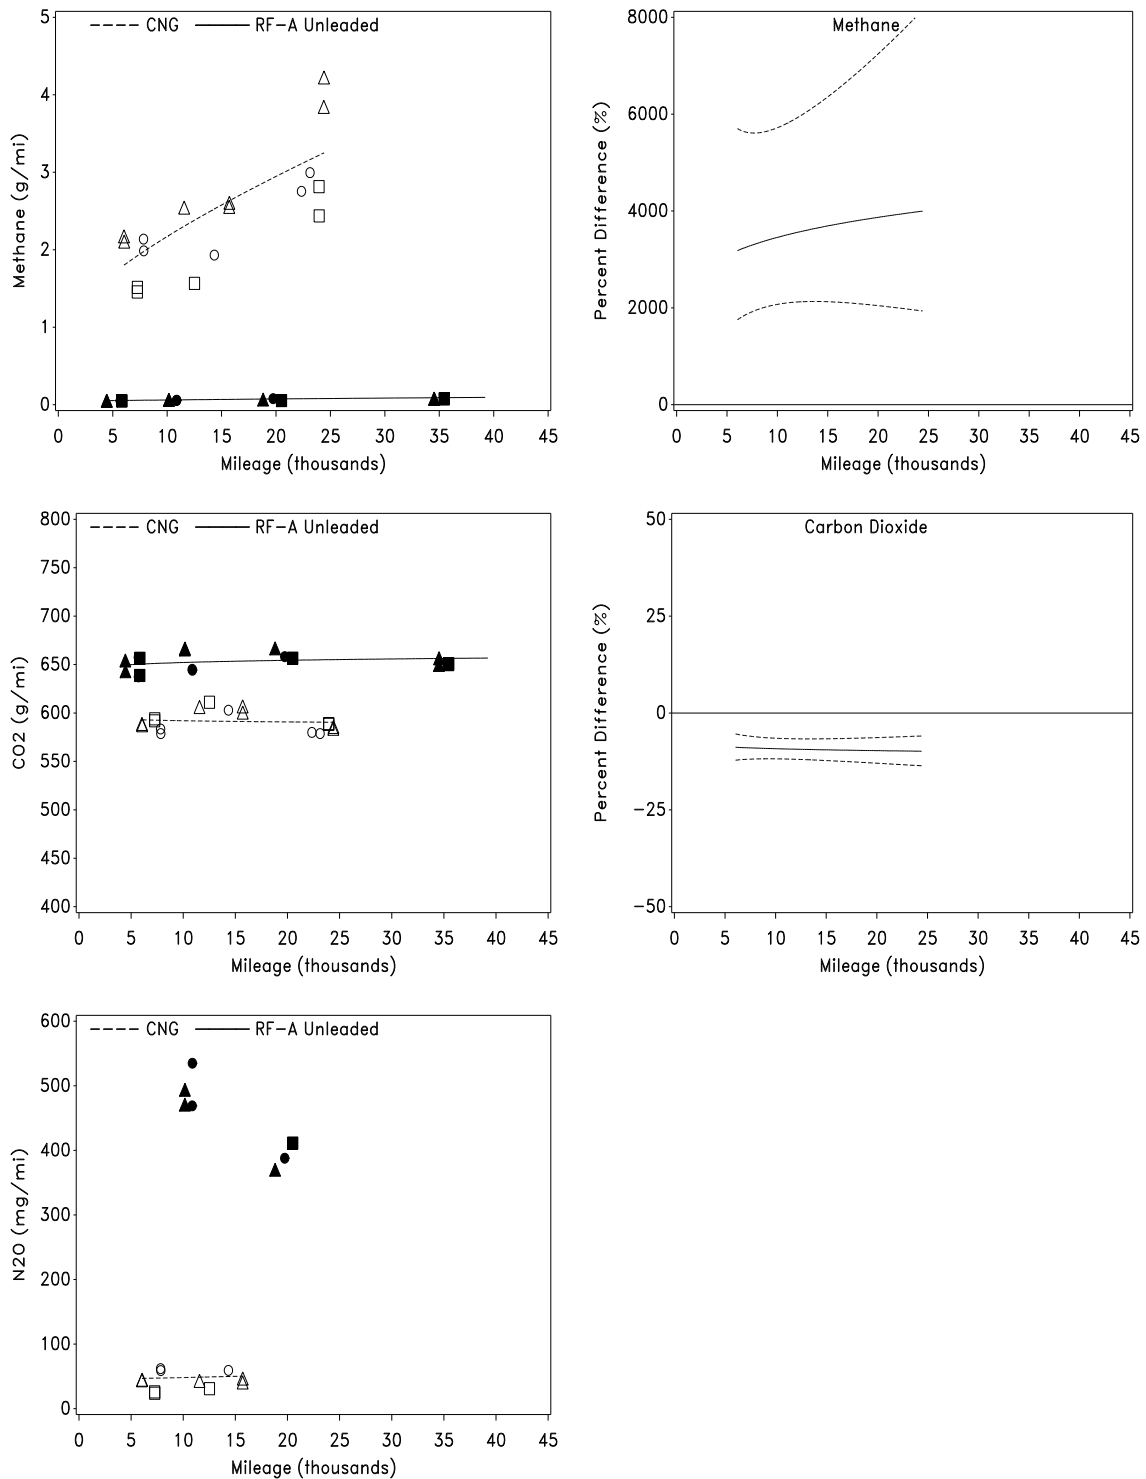 CNG RF-A Unleaded
5
4
3
2
1
0
Methane (g/mi)
0 5 10 15 20 25 30 35 40 45
Mileage (thousands)
Methane
8000
6000
4000
2000
0
Percent Difference (%)
0 5 10 15 20 25 30 35 40 45
Mileage (thousands)
CNG RF-A Unleaded
800
750
700
650
600
550
500
450
400
CO2 (g/mi)
0 5 10 15 20 25 30 35 40 45
Mileage (thousands)
Carbon Dioxide
50
25
0
-25
-50
Percent Difference (%)
0 5 10 15 20 25 30 35 40 45
Mileage (thousands)
CNG RF-A Unleaded
600
500
400
300
200
100
0
N2O (mg/mi)
0 5 10 15 20 25 30 35 40 45
Mileage (thousands)